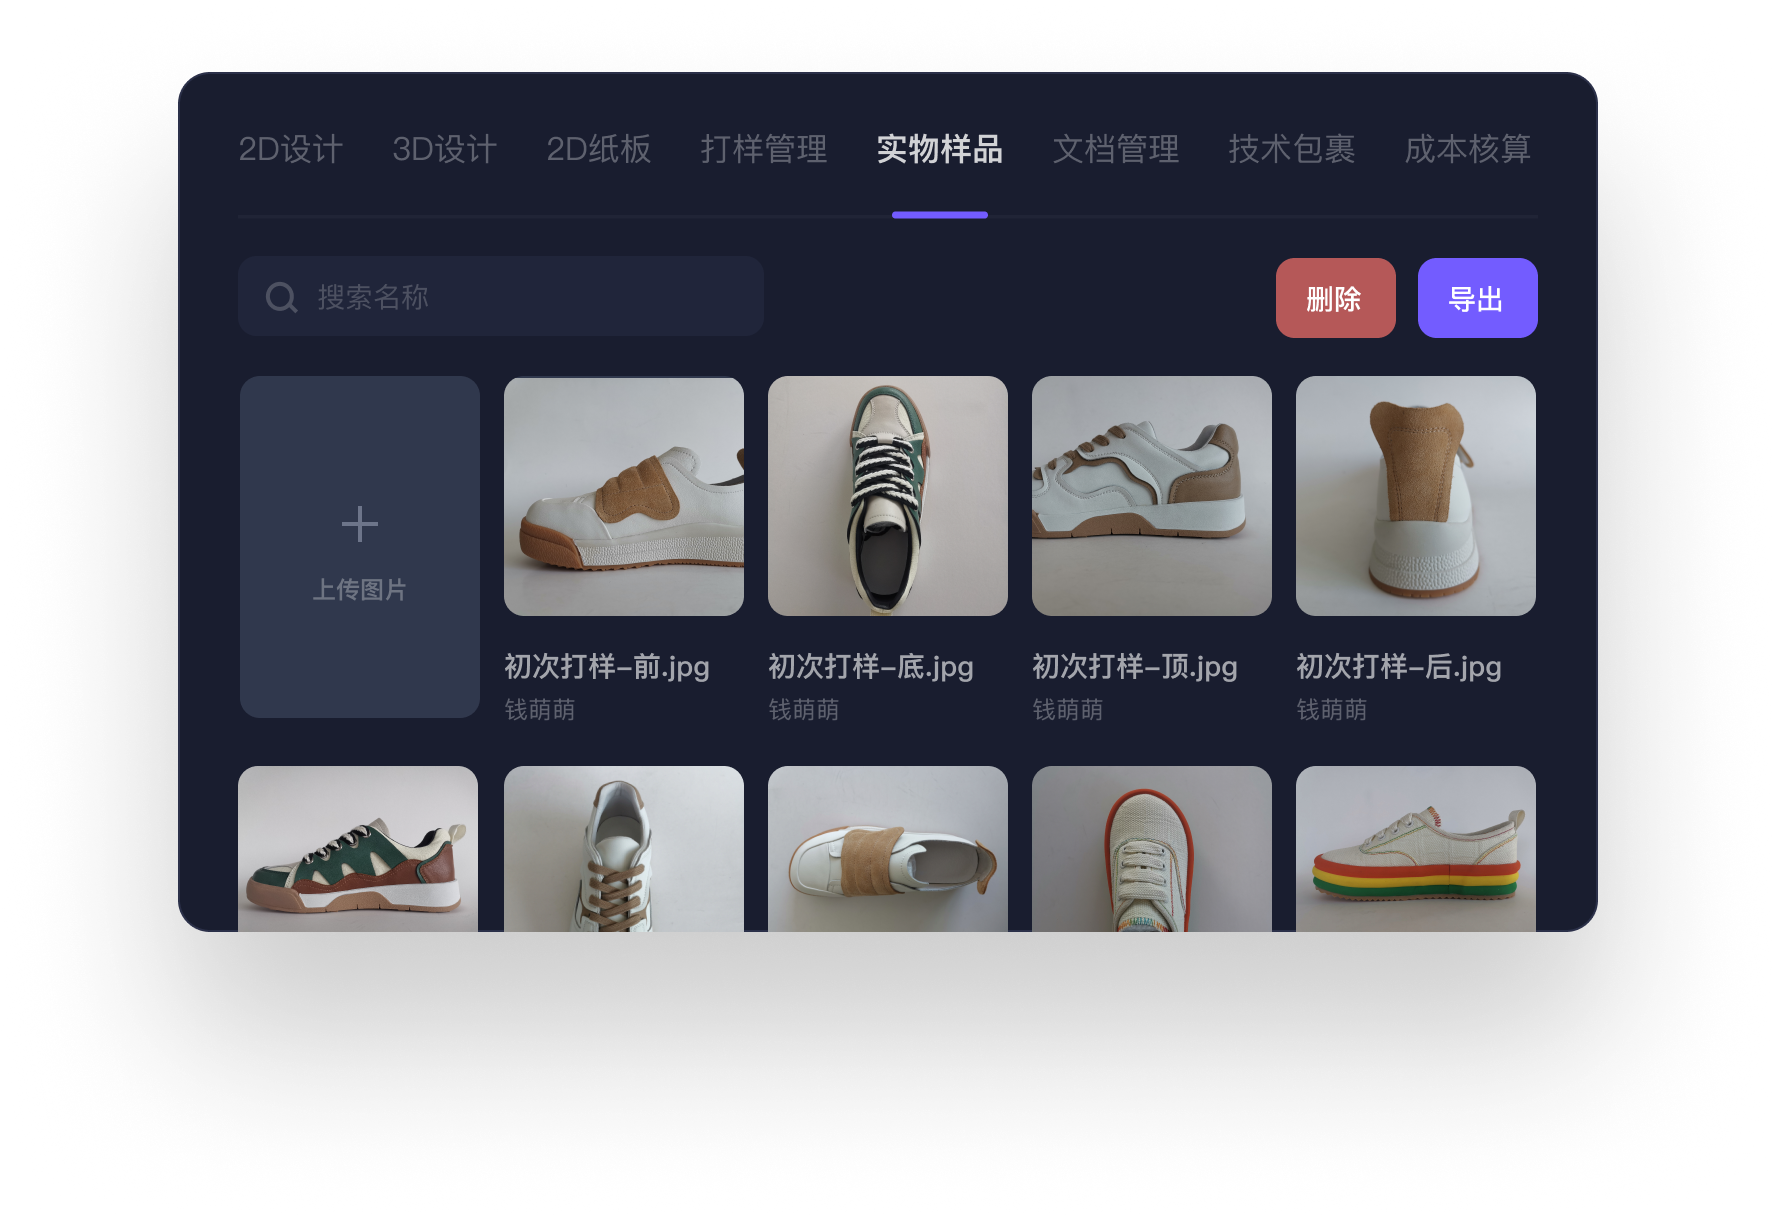 2D设计 3D设计 2D纸板 打样管理 实物样品 文档管理 技术包裹 成本核算
搜索名称 删除 导出
上传图片
初次打样-前.jpg 初次打样-底.jpg 初次打样-顶.jpg 初次打样-后.jpg
钱萌萌 钱萌萌 钱萌萌 钱萌萌